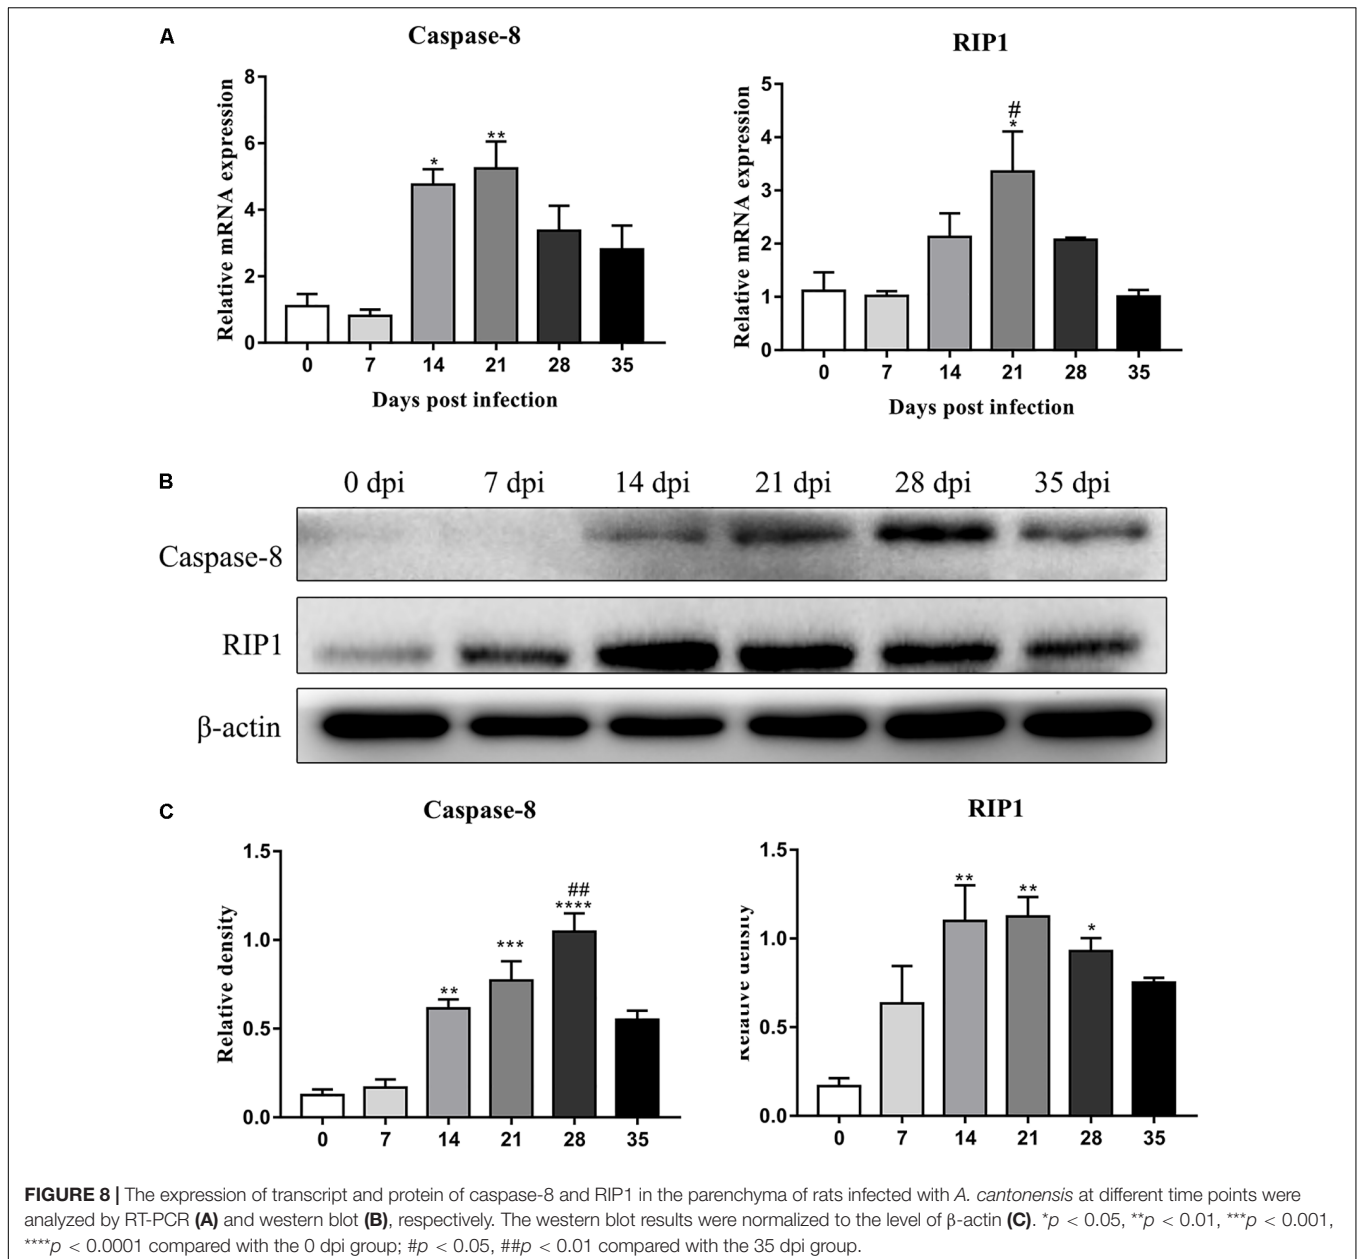 A
Caspase-8
Relative mRNA expression
8
6
4
2
0
*
**
0 7 14 21 28 35
Days post infection
RIP1
Relative mRNA expression
5
4
3
2
1
0
#
*
0 7 14 21 28 35
Days post infection
B
0 dpi 7 dpi 14 dpi 21 dpi 28 dpi 35 dpi
Caspase-8
RIP1
β-actin
C
Caspase-8
Relative density
1.5
1.0
0.5
0.0
**
***
##
****
0 7 14 21 28 35
RIP1
Relative density
1.5
1.0
0.5
0.0
**
**
*
0 7 14 21 28 35
FIGURE 8 | The expression of transcript and protein of caspase-8 and RIP1 in the parenchyma of rats infected with A. cantonensis at different time points were
analyzed by RT-PCR (A) and western blot (B), respectively. The western blot results were normalized to the level of β-actin (C). *p < 0.05, **p < 0.01, ***p < 0.001,
****p < 0.0001 compared with the 0 dpi group; #p < 0.05, ##p < 0.01 compared with the 35 dpi group.